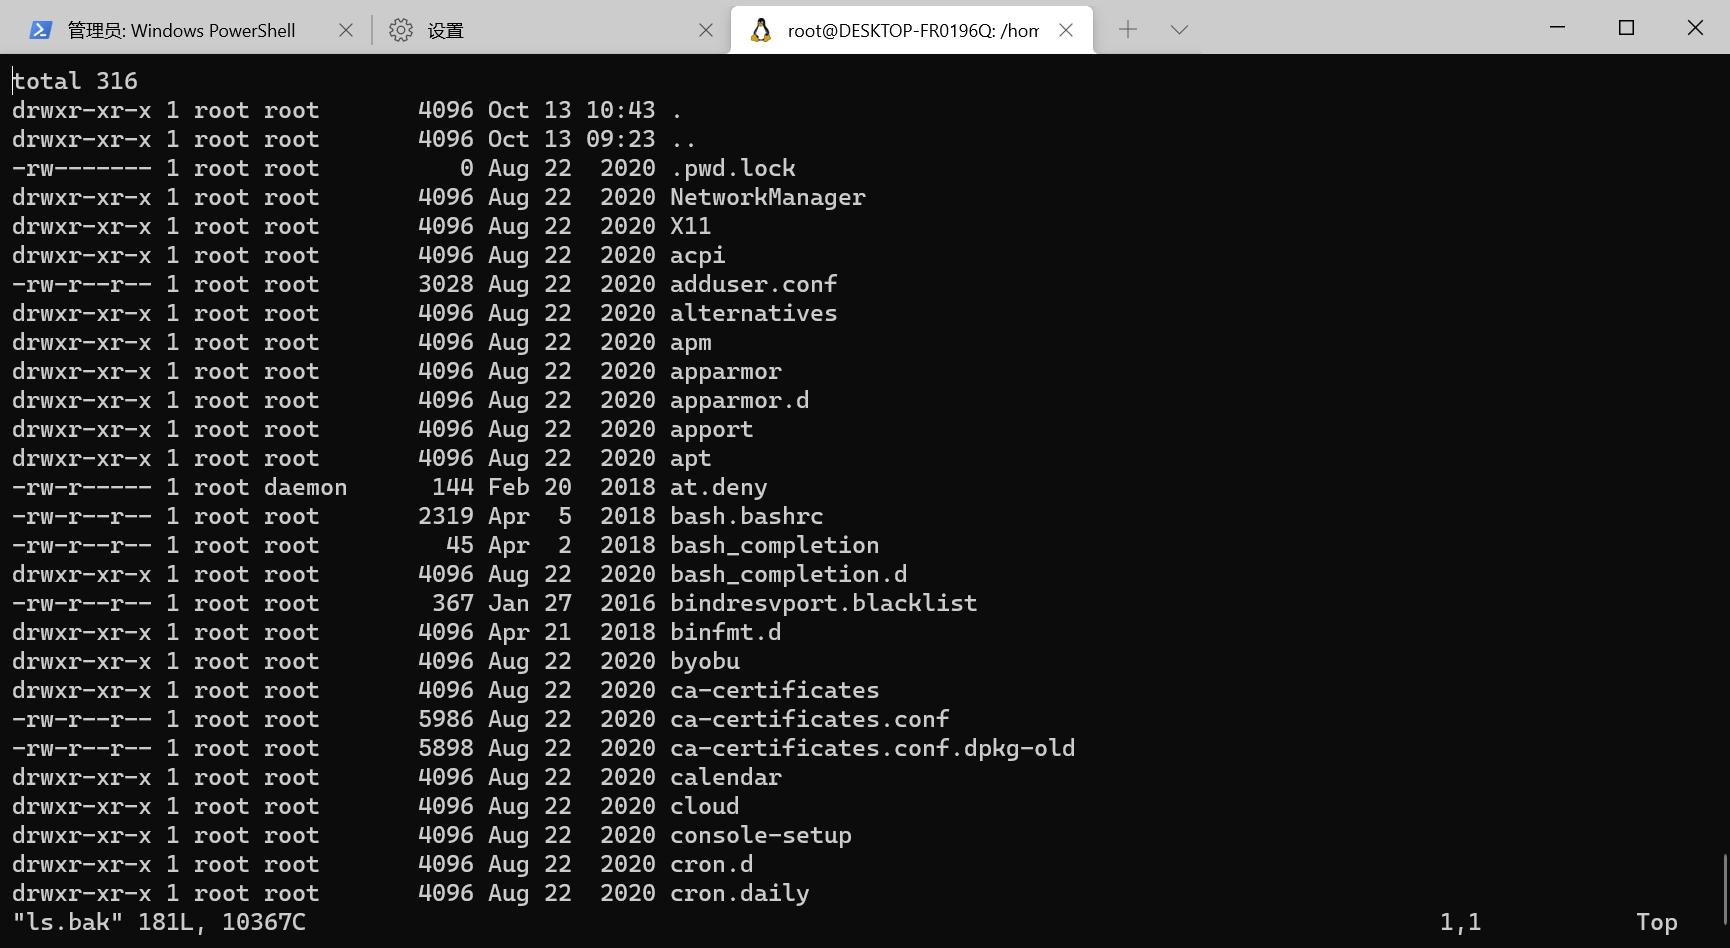 管理员: Windows PowerShell 设置 root@DESKTOP-FR0196Q: /hom
total 316
drwxr-xr-x 1 root root       4096 Oct 13 10:43 .
drwxr-xr-x 1 root root       4096 Oct 13 09:23 ..
-rw------- 1 root root          0 Aug 22  2020 .pwd.lock
drwxr-xr-x 1 root root       4096 Aug 22  2020 NetworkManager
drwxr-xr-x 1 root root       4096 Aug 22  2020 X11
drwxr-xr-x 1 root root       4096 Aug 22  2020 acpi
-rw-r--r-- 1 root root       3028 Aug 22  2020 adduser.conf
drwxr-xr-x 1 root root       4096 Aug 22  2020 alternatives
drwxr-xr-x 1 root root       4096 Aug 22  2020 apm
drwxr-xr-x 1 root root       4096 Aug 22  2020 apparmor
drwxr-xr-x 1 root root       4096 Aug 22  2020 apparmor.d
drwxr-xr-x 1 root root       4096 Aug 22  2020 apport
drwxr-xr-x 1 root root       4096 Aug 22  2020 apt
-rw-r----- 1 root daemon      144 Feb 20  2018 at.deny
-rw-r--r-- 1 root root       2319 Apr  5  2018 bash.bashrc
-rw-r--r-- 1 root root         45 Apr  2  2018 bash_completion
drwxr-xr-x 1 root root       4096 Aug 22  2020 bash_completion.d
-rw-r--r-- 1 root root        367 Jan 27  2016 bindresvport.blacklist
drwxr-xr-x 1 root root       4096 Apr 21  2018 binfmt.d
drwxr-xr-x 1 root root       4096 Aug 22  2020 byobu
drwxr-xr-x 1 root root       4096 Aug 22  2020 ca-certificates
-rw-r--r-- 1 root root       5986 Aug 22  2020 ca-certificates.conf
-rw-r--r-- 1 root root       5898 Aug 22  2020 ca-certificates.conf.dpkg-old
drwxr-xr-x 1 root root       4096 Aug 22  2020 calendar
drwxr-xr-x 1 root root       4096 Aug 22  2020 cloud
drwxr-xr-x 1 root root       4096 Aug 22  2020 console-setup
drwxr-xr-x 1 root root       4096 Aug 22  2020 cron.d
drwxr-xr-x 1 root root       4096 Aug 22  2020 cron.daily
"ls.bak" 181L, 10367C 1,1 Top